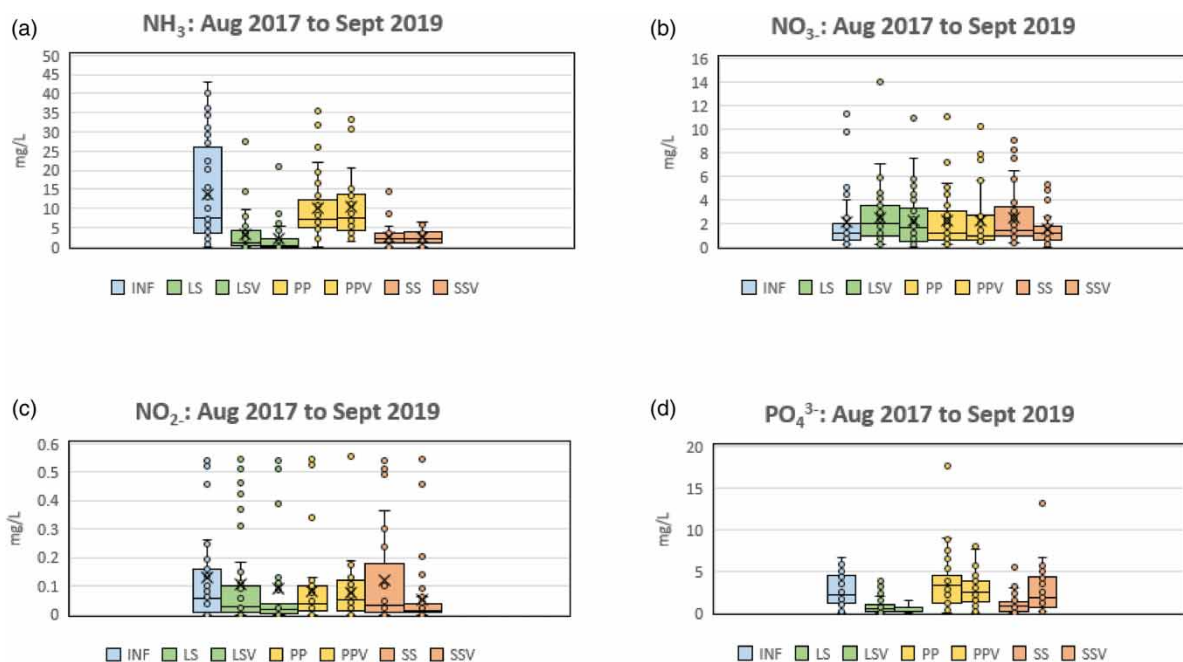 (a)
NH₃: Aug 2017 to Sept 2019
50
45
40
35
30
25
20
15
10
5
0
mg/L
INF LS LSV PP PPV SS SSV
(b)
NO₃₋: Aug 2017 to Sept 2019
16
14
12
10
8
6
4
2
0
mg/L
INF LS LSV PP PPV SS SSV
(c)
NO₂₋: Aug 2017 to Sept 2019
0.6
0.5
0.4
0.3
0.2
0.1
0
mg/L
INF LS LSV PP PPV SS SSV
(d)
PO₄³⁻: Aug 2017 to Sept 2019
20
15
10
5
0
mg/L
INF LS LSV PP PPV SS SSV